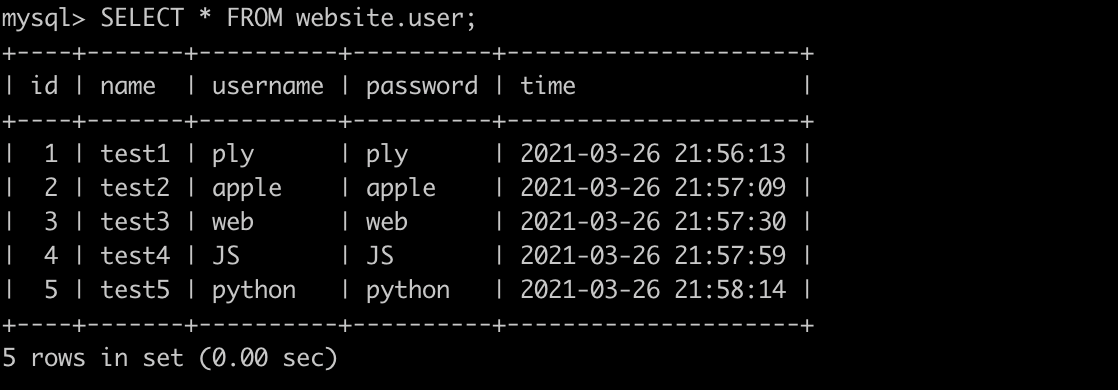 mysql> SELECT * FROM website.user;
+----+-------+----------+----------+---------------------+
| id | name  | username | password | time                |
+----+-------+----------+----------+---------------------+
|  1 | test1 | ply      | ply      | 2021-03-26 21:56:13 |
|  2 | test2 | apple    | apple    | 2021-03-26 21:57:09 |
|  3 | test3 | web      | web      | 2021-03-26 21:57:30 |
|  4 | test4 | JS       | JS       | 2021-03-26 21:57:59 |
|  5 | test5 | python   | python   | 2021-03-26 21:58:14 |
+----+-------+----------+----------+---------------------+
5 rows in set (0.00 sec)